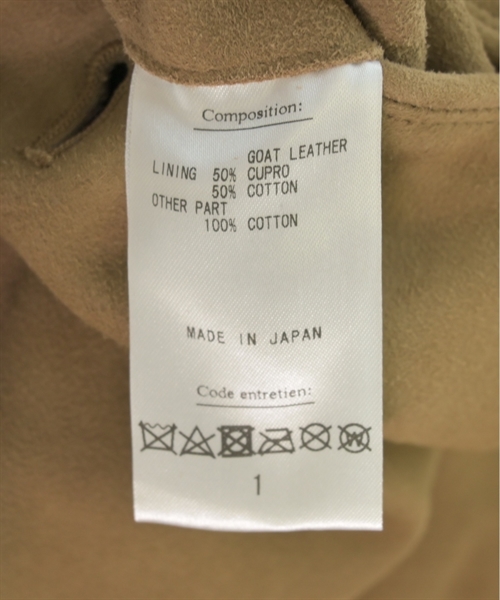 Composition:
GOAT LEATHER
LINING 50% CUPRO
50% COTTON
OTHER PART
100% COTTON
MADE IN JAPAN
Code entretien:
W
1